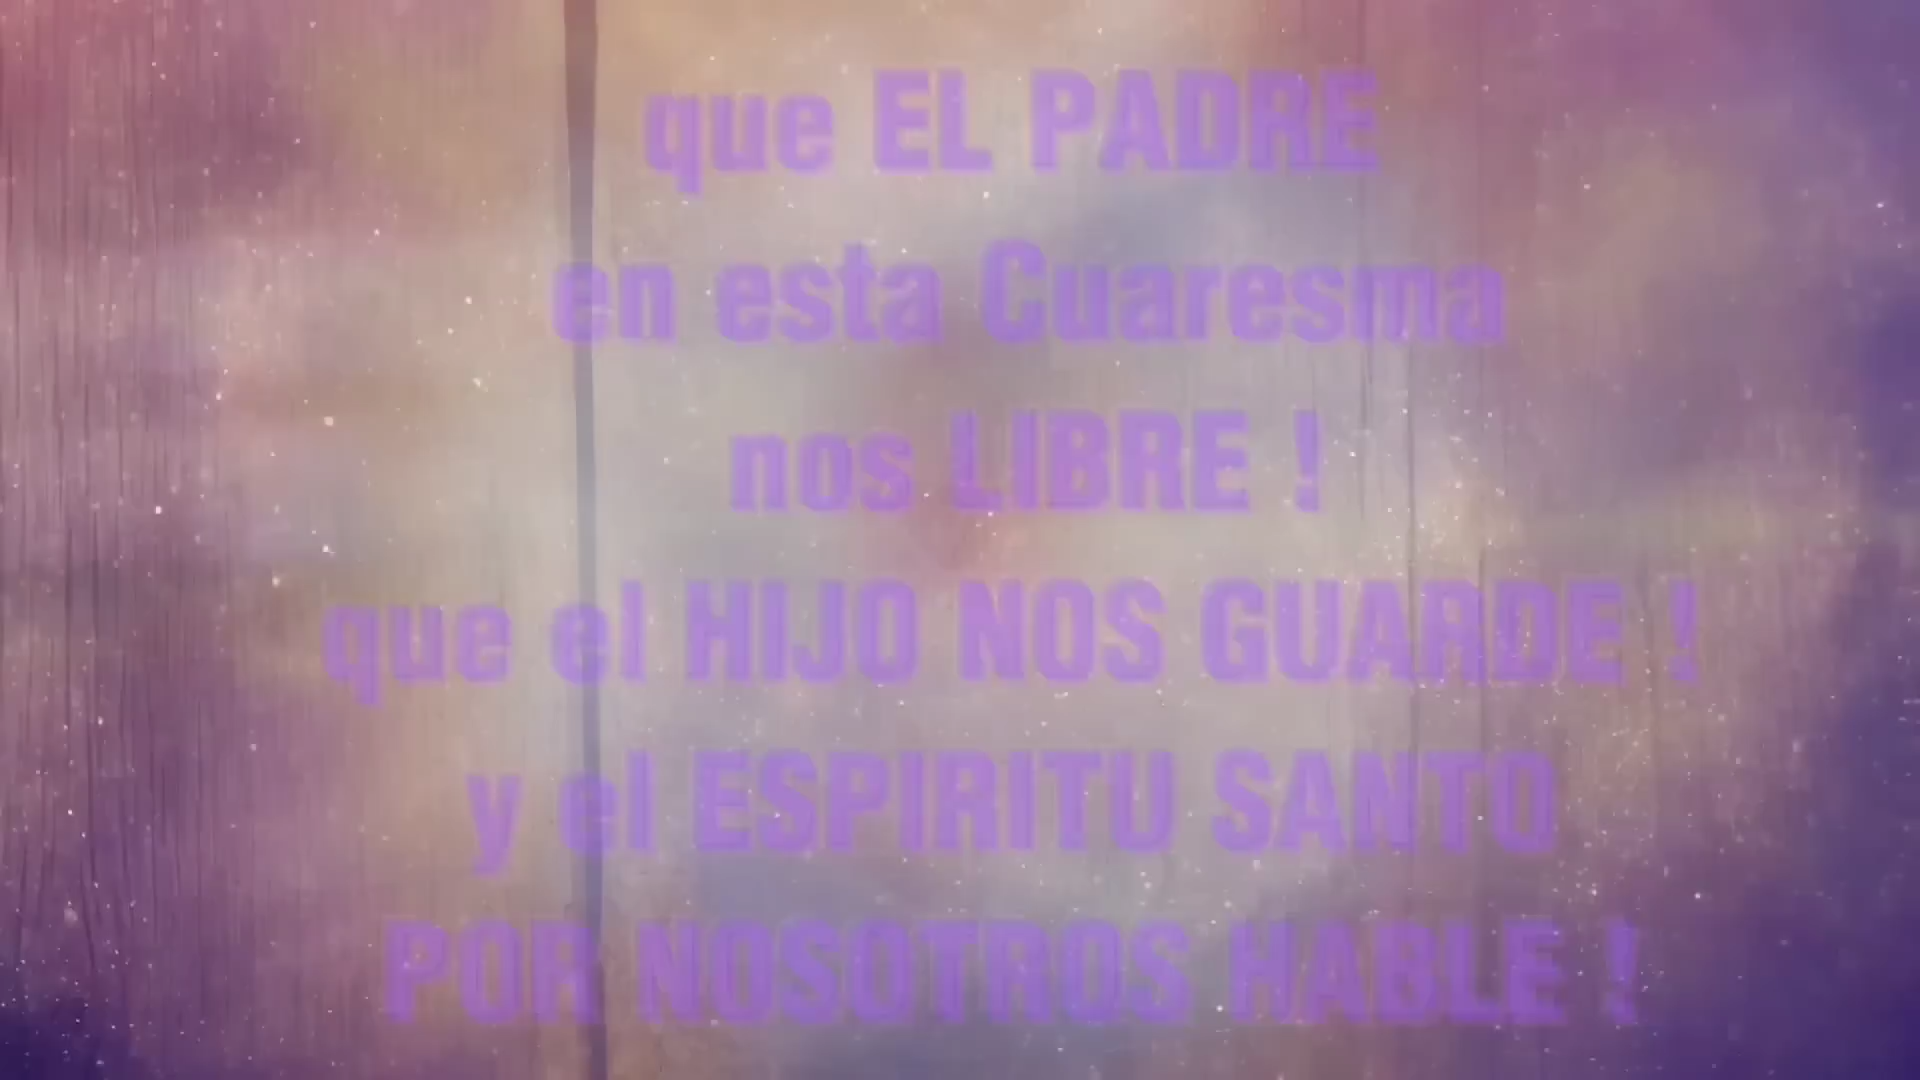 que EL PADRE
en esta Cuaresma
nos LIBRE !
que el HIJO NOS GUARDE !
y el ESPIRITU SANTO
POR NOSOTROS HABLE !